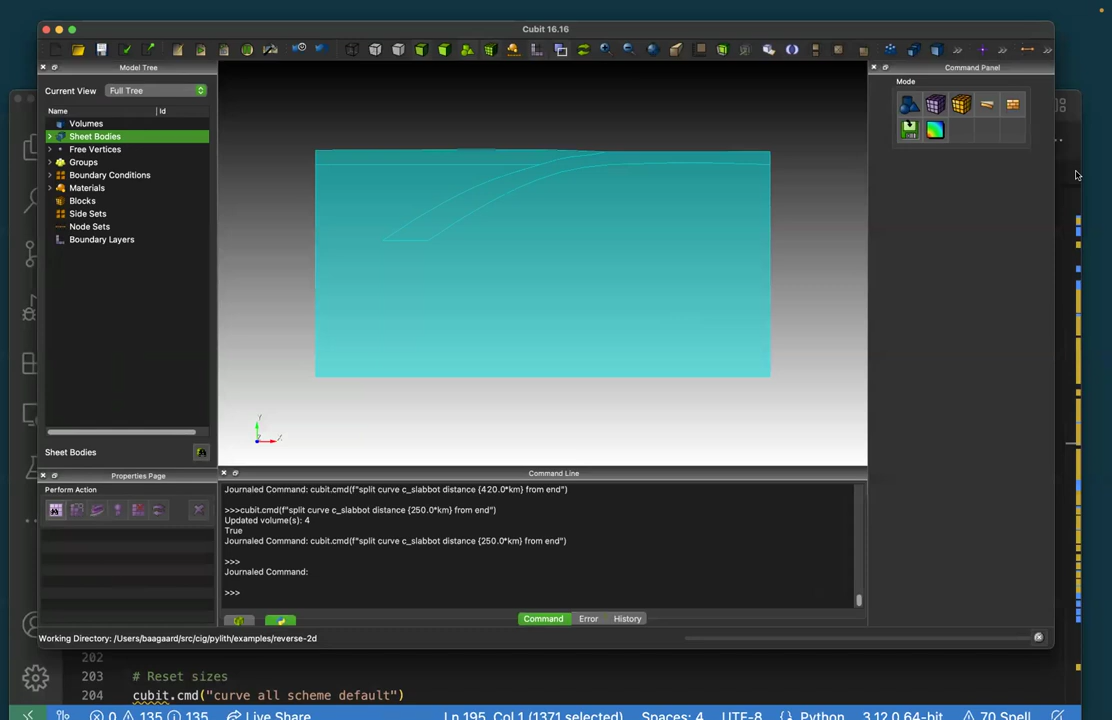 Cubit 16.16
Model Tree
Command Panel
Current View
Full Tree
Mode
Name
Id
Volumes
Sheet Bodies
Free Vertices
Groups
Boundary Conditions
Materials
Blocks
Side Sets
Node Sets
Boundary Layers
Sheet Bodies
Properties Page
Perform Action
Command Line
Journaled Command: cubit.cmd(f"split curve c_slabbot distance {420.0*km} from end")
>>>cubit.cmd(f"split curve c_slabbot distance {250.0*km} from end")
Updated volume(s): 4
True
Journaled Command: cubit.cmd(f"split curve c_slabbot distance {250.0*km} from end")
>>>
Journaled Command:
>>>
Command
Error
History
Working Directory: /Users/baagaard/src/cig/pylith/examples/reverse-2d
202
203 # Reset sizes
204 cubit.cmd("curve all scheme default")
0 135 135 Live Share Ln 195, Col 1 (1371 selected) Spaces: 4 UTF-8 Python 3.12.0 64-bit 70 Spell